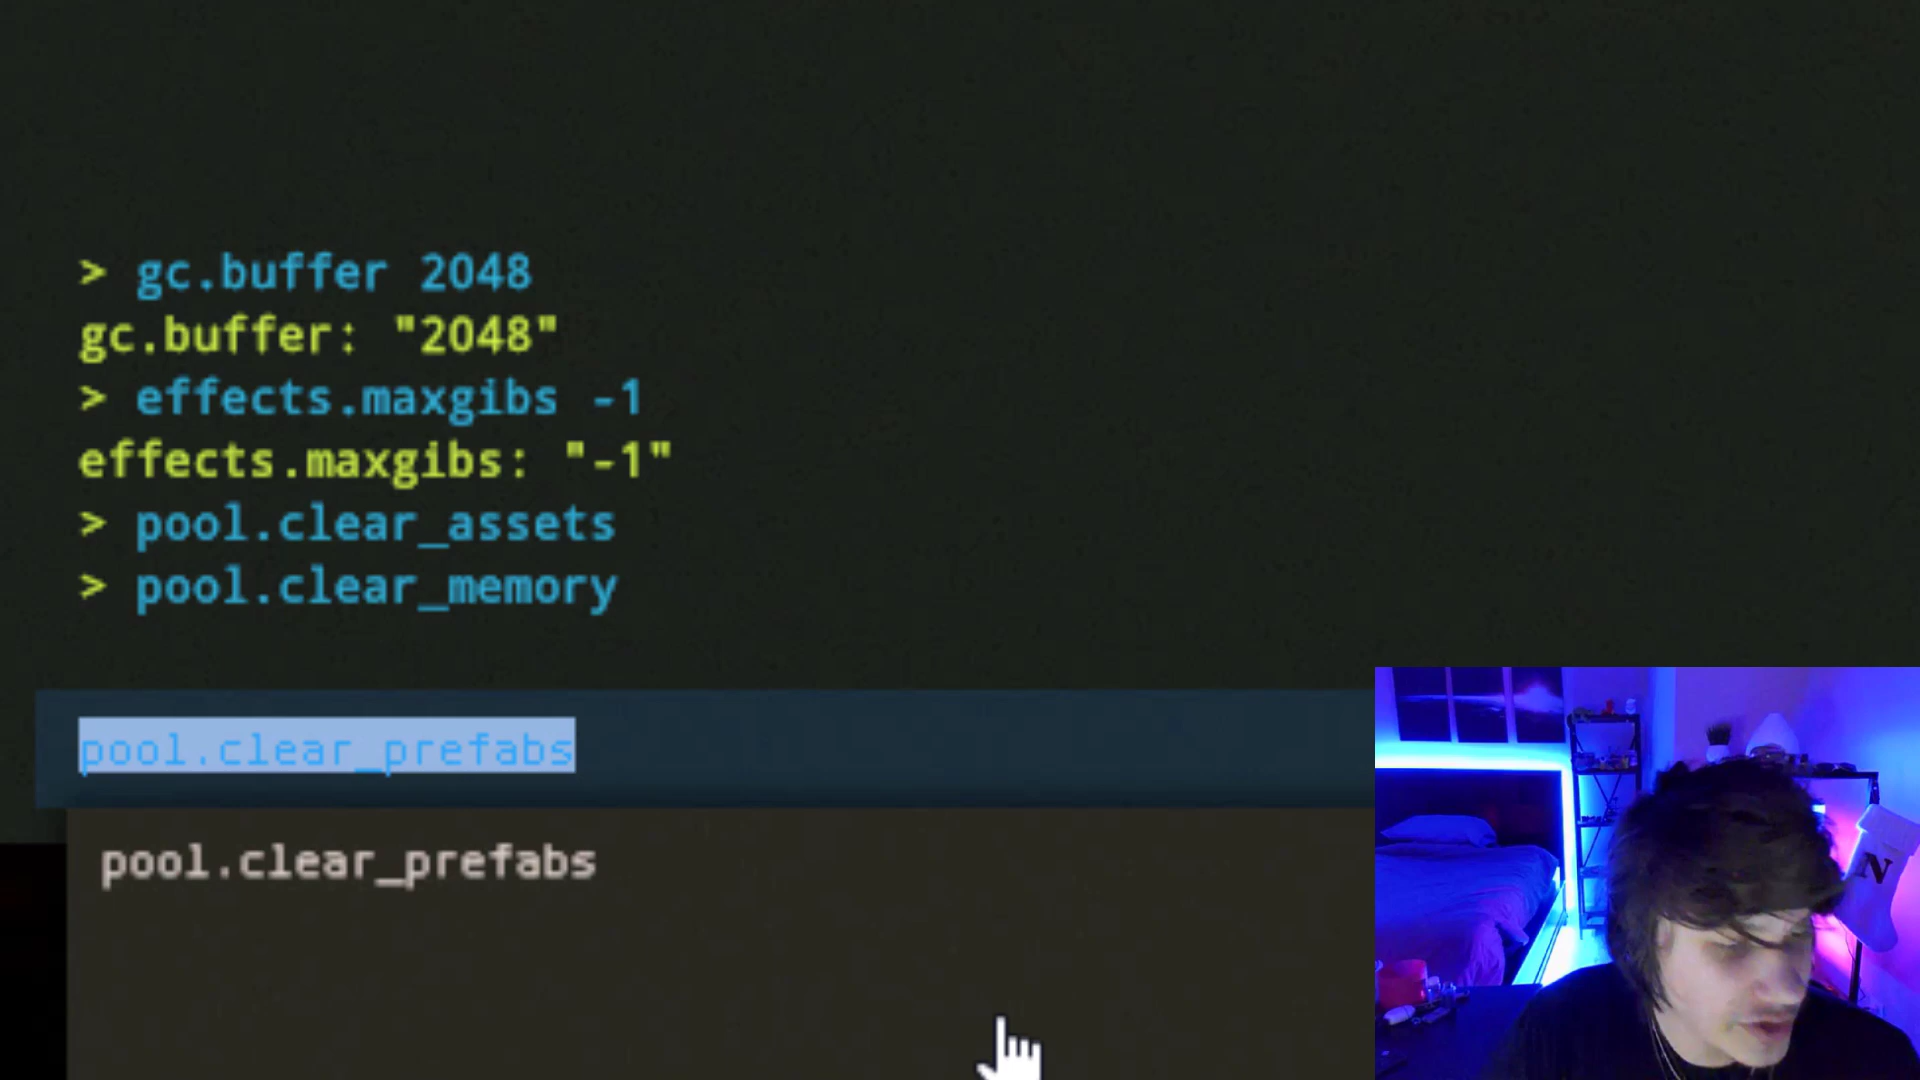 > gc.buffer 2048
gc.buffer: "2048"
> effects.maxgibs -1
effects.maxgibs: "-1"
> pool.clear_assets
> pool.clear_memory
pool.clear_prefabs
pool.clear_prefabs
N